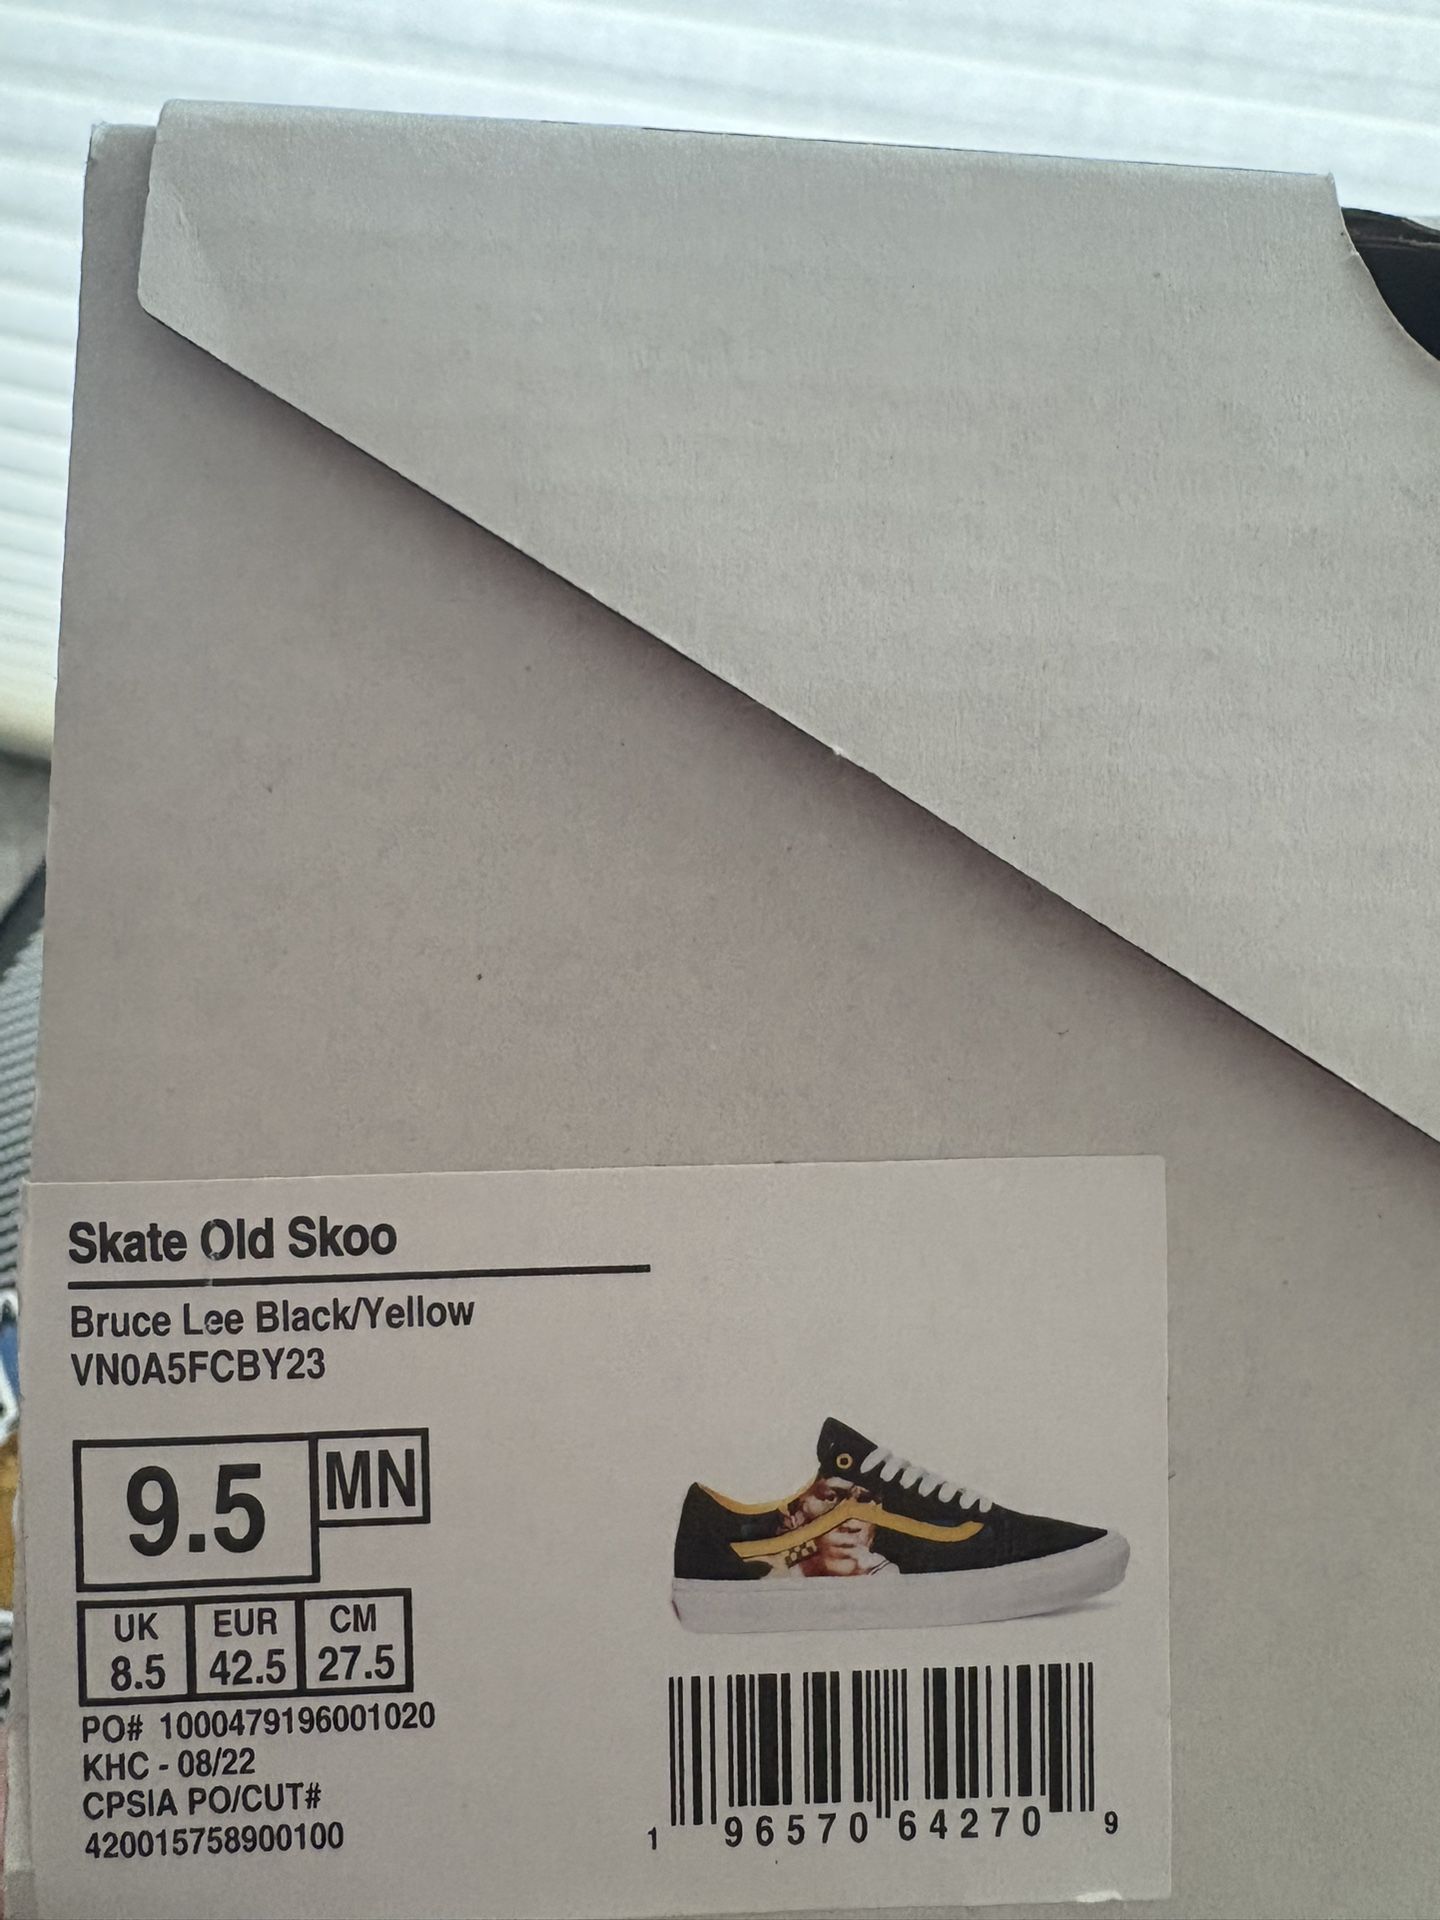 Skate Old Skoo
Bruce Lee Black/Yellow
VN0A5FCBY23
9.5 MN
UK EUR CM
8.5 42.5 27.5
PO# 1000479196001020
KHC - 08/22
CPSIA PO/CUT#
420015758900100
1 96570 64270 9